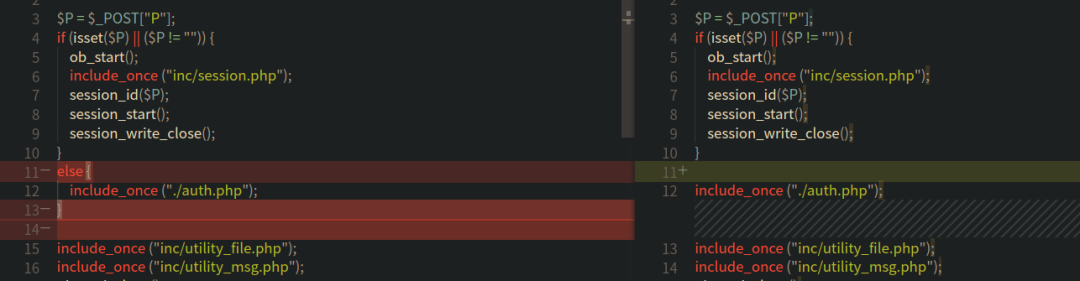 3 $P = $_POST["P"];
4 if (isset($P) || ($P != "")) {
5 ob_start();
6 include_once ("inc/session.php");
7 session_id($P);
8 session_start();
9 session_write_close();
10 }
11— else {
12 include_once ("./auth.php");
13— }
14—
15 include_once ("inc/utility_file.php");
16 include_once ("inc/utility_msg.php");
3 $P = $_POST["P"];
4 if (isset($P) || ($P != "")) {
5 ob_start();
6 include_once ("inc/session.php");
7 session_id($P);
8 session_start();
9 session_write_close();
10 }
11+
12 include_once ("./auth.php");
13 include_once ("inc/utility_file.php");
14 include_once ("inc/utility_msg.php");